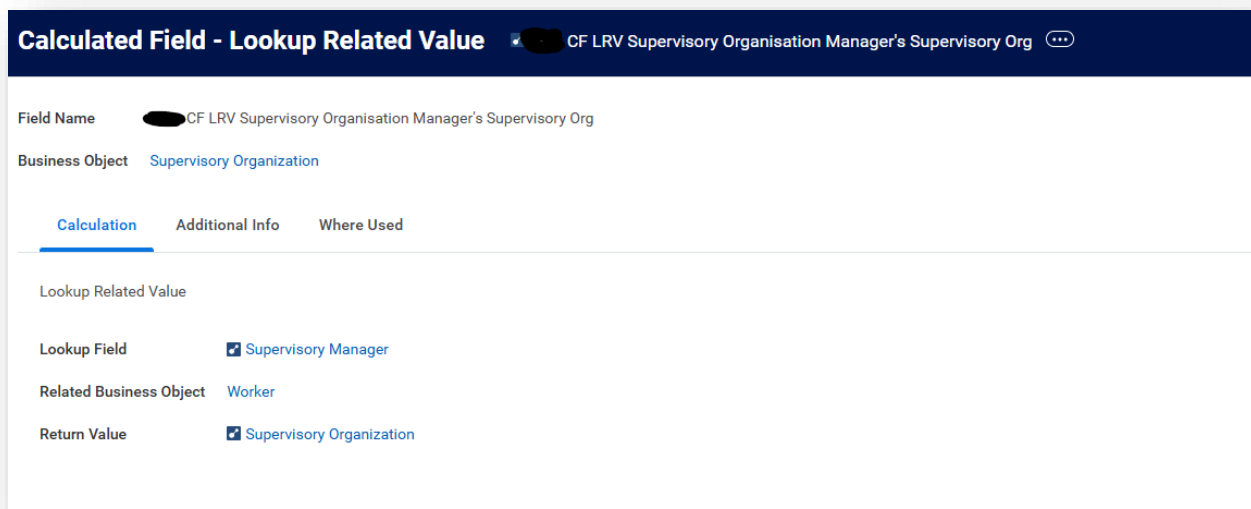 Calculated Field - Lookup Related Value CF LRV Supervisory Organisation Manager's Supervisory Org
Field Name CF LRV Supervisory Organisation Manager's Supervisory Org
Business Object Supervisory Organization
Calculation Additional Info Where Used
Lookup Related Value
Lookup Field Supervisory Manager
Related Business Object Worker
Return Value Supervisory Organization